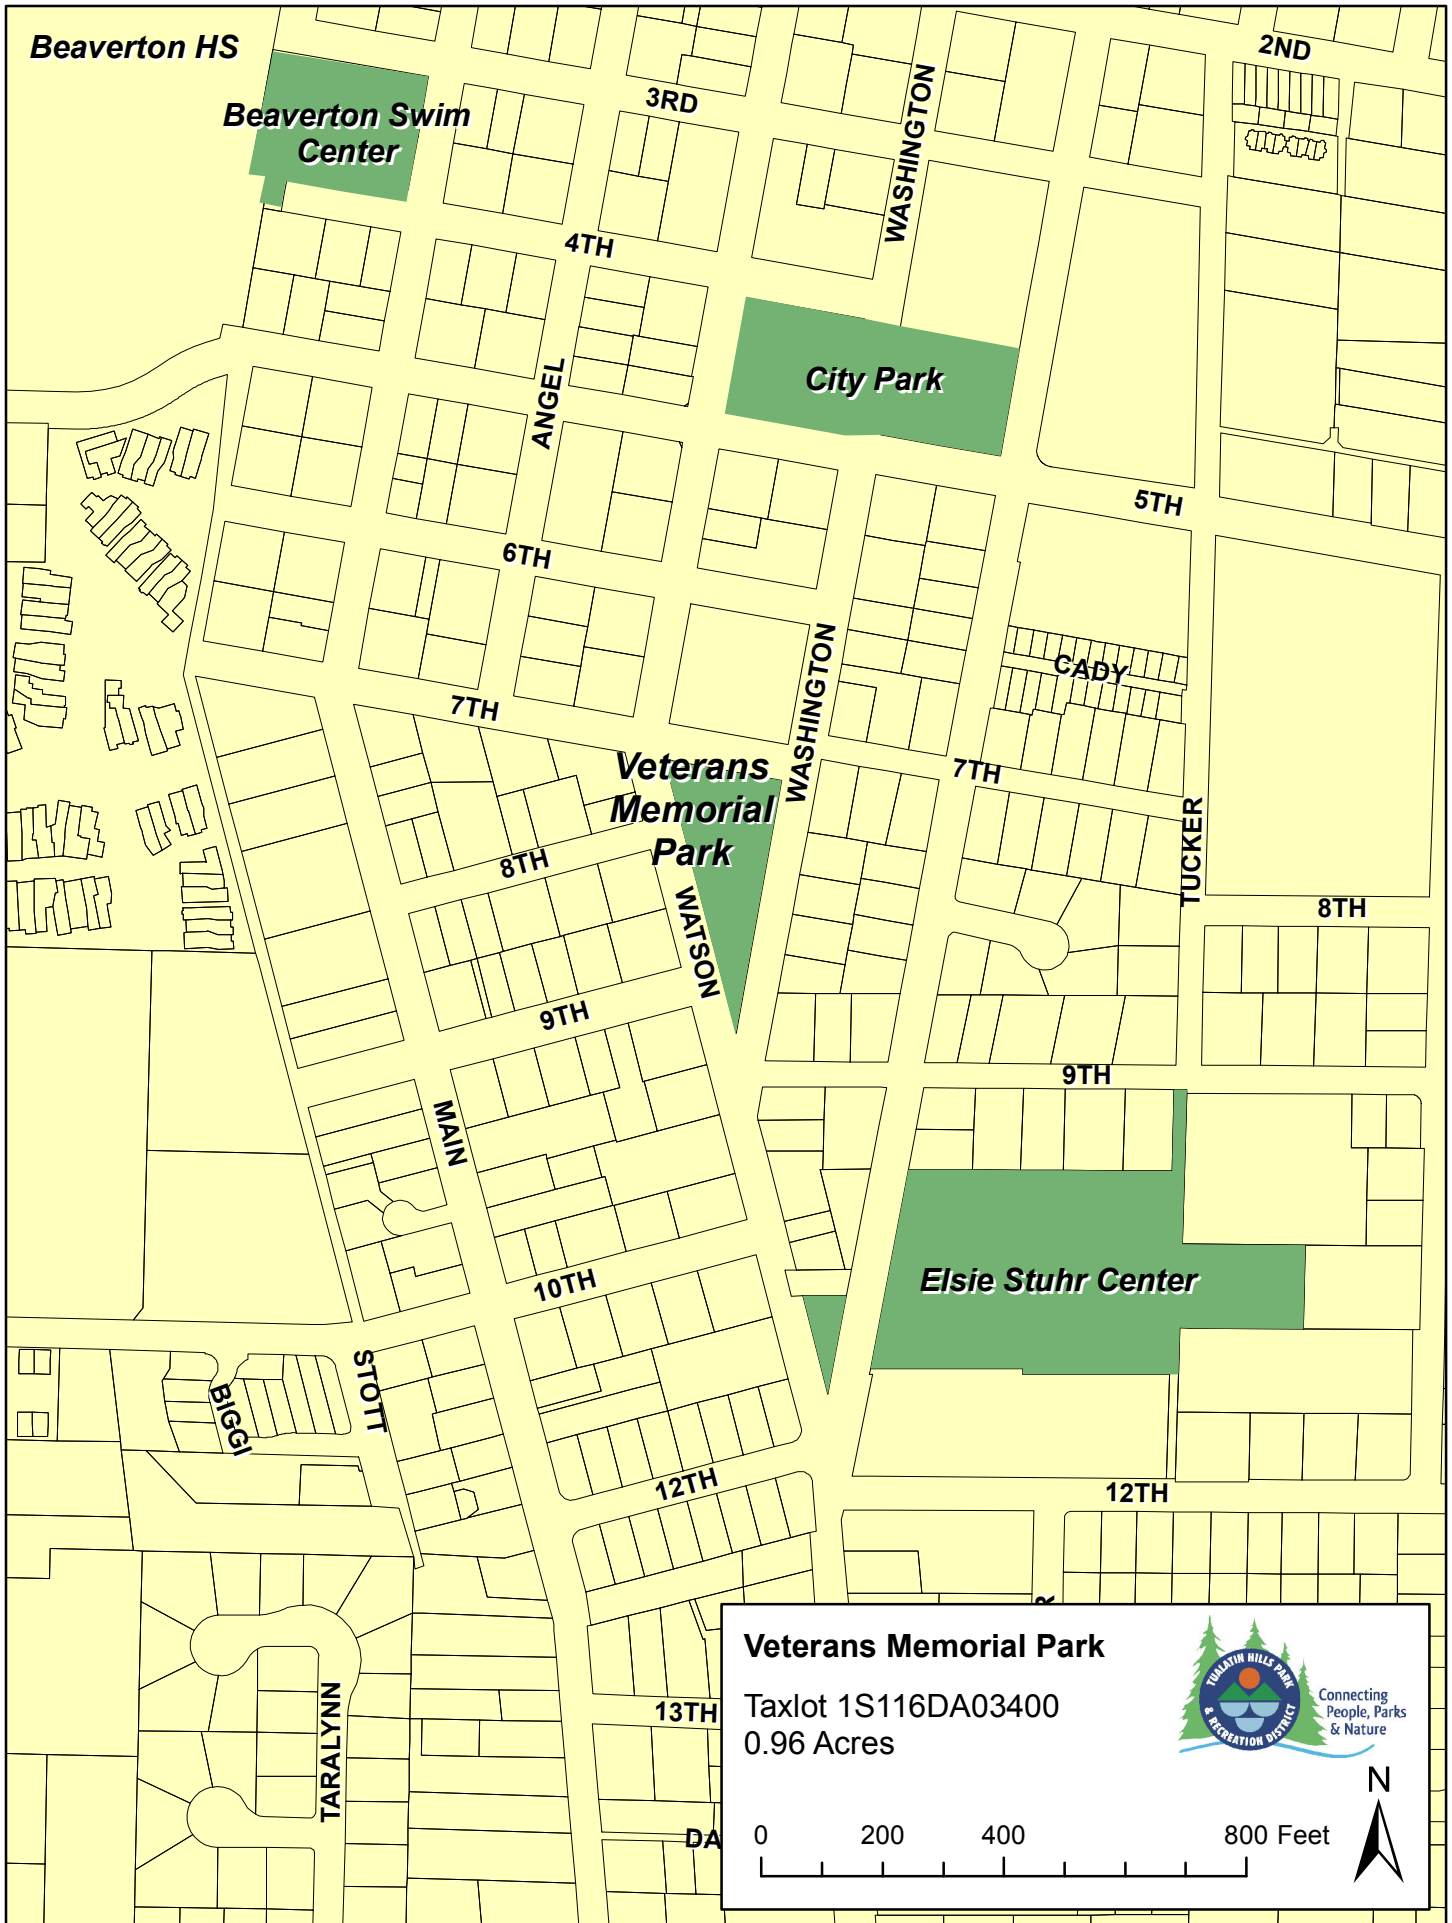 Beaverton HS
2ND
Beaverton Swim
Center
3RD
WASHINGTON
4TH
City Park
ANGEL
5TH
6TH
WASHINGTON
CADY
7TH
7TH
Veterans
Memorial
Park
TUCKER
8TH
WATSON
8TH
9TH
9TH
MAIN
10TH
Elsie Stuhr Center
STOTT
BIGGI
12TH
12TH
R
TARALYNN
13TH
DA
Veterans Memorial Park
Taxlot 1S116DA03400
0.96 Acres
TUALATIN HILLS PARK
& RECREATION DISTRICT
Connecting
People, Parks
& Nature
N
0 200 400 800 Feet